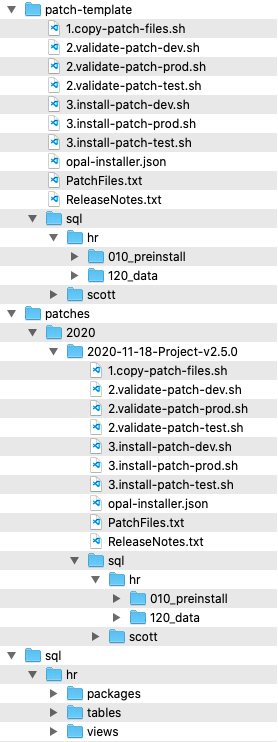 patch-template
1.copy-patch-files.sh
2.validate-patch-dev.sh
2.validate-patch-prod.sh
2.validate-patch-test.sh
3.install-patch-dev.sh
3.install-patch-prod.sh
3.install-patch-test.sh
opal-installer.json
PatchFiles.txt
ReleaseNotes.txt
sql
hr
010_preinstall
120_data
scott
patches
2020
2020-11-18-Project-v2.5.0
1.copy-patch-files.sh
2.validate-patch-dev.sh
2.validate-patch-prod.sh
2.validate-patch-test.sh
3.install-patch-dev.sh
3.install-patch-prod.sh
3.install-patch-test.sh
opal-installer.json
PatchFiles.txt
ReleaseNotes.txt
sql
hr
010_preinstall
120_data
scott
sql
hr
packages
tables
views